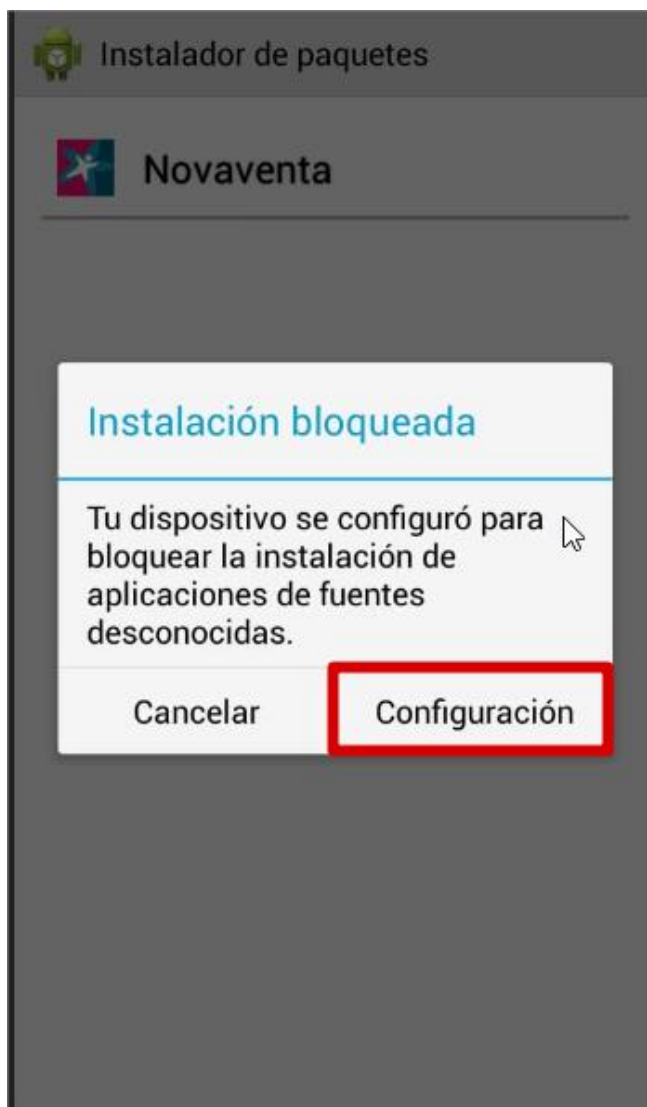 Instalador de paquetes
Novaventa
Instalación bloqueada
Tu dispositivo se configuró para
bloquear la instalación de
aplicaciones de fuentes
desconocidas.
Cancelar
Configuración